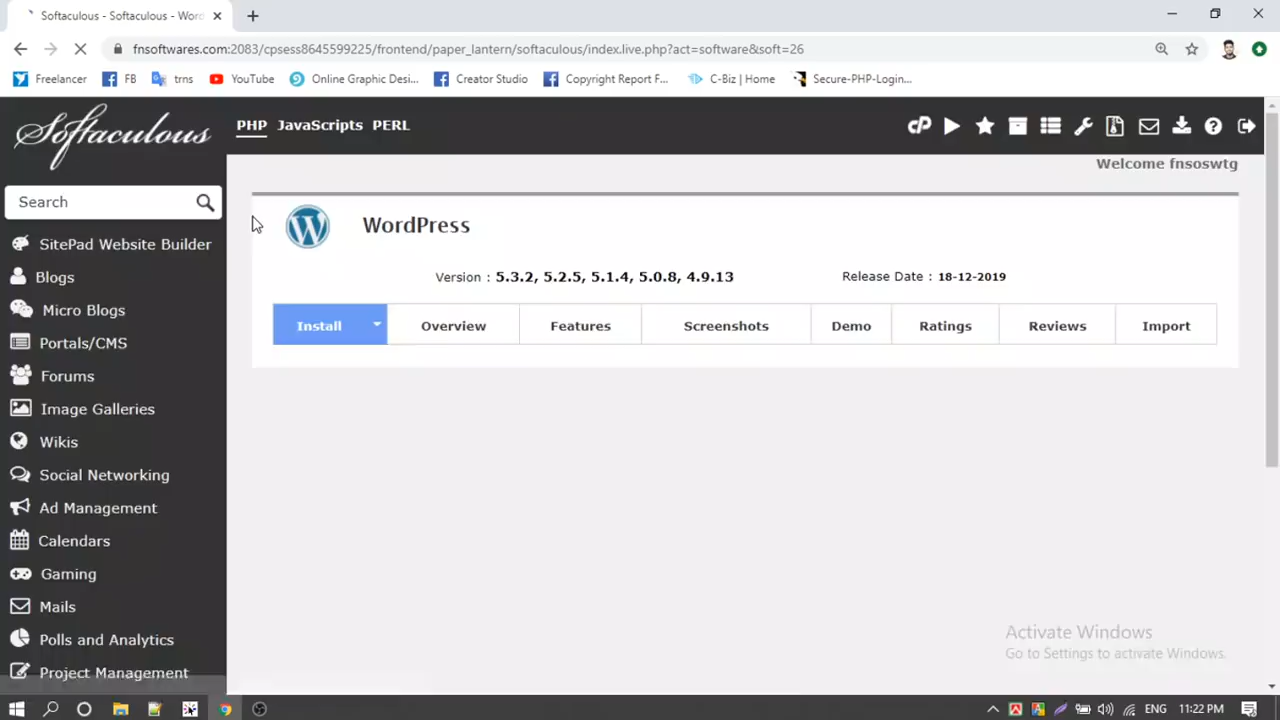 Softaculous - Softaculous - Word
fnsoftwares.com:2083/cpsess8645599225/frontend/paper_lantern/softaculous/index.live.php?act=software&soft=26
Freelancer FB trns YouTube Online Graphic Desi... Creator Studio Copyright Report F... C-Biz | Home Secure-PHP-Login...
Softaculous
PHP JavaScripts PERL
cP
Welcome fnsoswtg
Search
WordPress
SitePad Website Builder
Blogs
Version : 5.3.2, 5.2.5, 5.1.4, 5.0.8, 4.9.13 Release Date : 18-12-2019
Micro Blogs
Install Overview Features Screenshots Demo Ratings Reviews Import
Portals/CMS
Forums
Image Galleries
Wikis
Social Networking
Ad Management
Calendars
Gaming
Mails
Polls and Analytics
Project Management
Activate Windows
Go to Settings to activate Windows.
ENG 11:22 PM